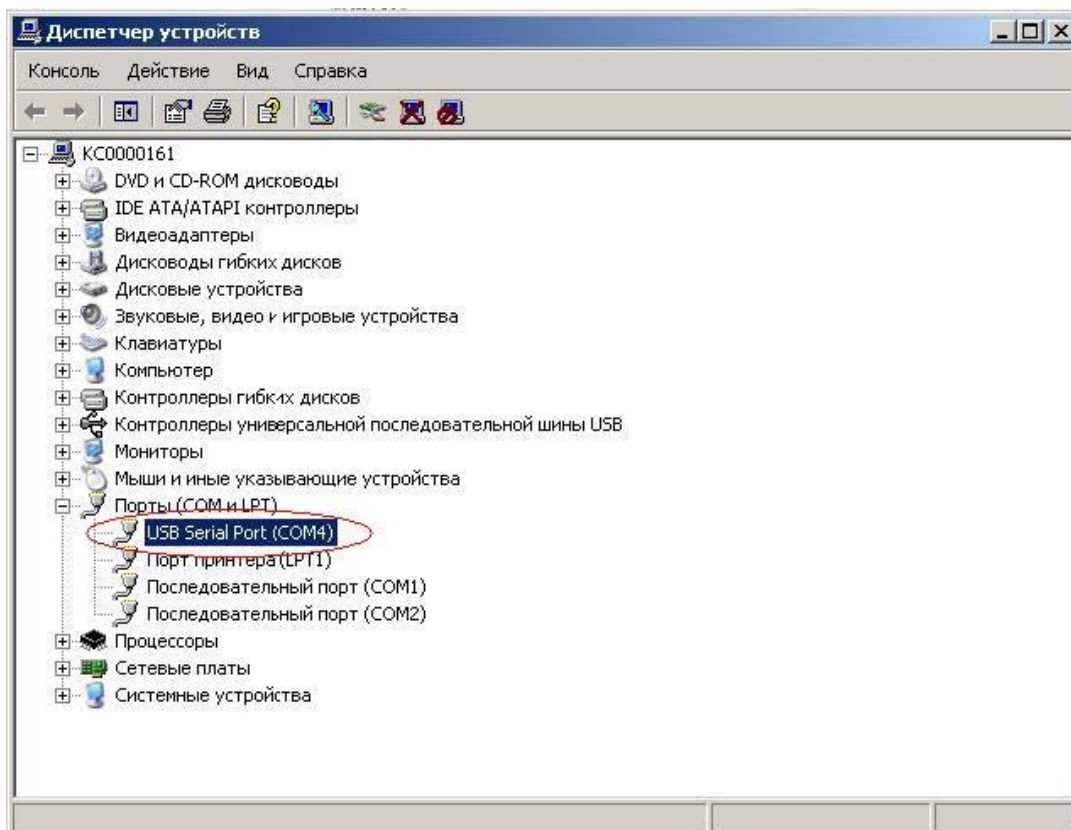 Диспетчер устройств
Консоль Действие Вид Справка
KC0000161
DVD и CD-ROM дисководы
IDE ATA/ATAPI контроллеры
Видеоадаптеры
Дисководы гибких дисков
Дисковые устройства
Звуковые, видео и игровые устройства
Клавиатуры
Компьютер
Контроллеры гибких дисков
Контроллеры универсальной последовательной шины USB
Мониторы
Мыши и иные указывающие устройства
Порты (COM и LPT)
USB Serial Port (COM4)
Порт принтера (LPT1)
Последовательный порт (COM1)
Последовательный порт (COM2)
Процессоры
Сетевые платы
Системные устройства